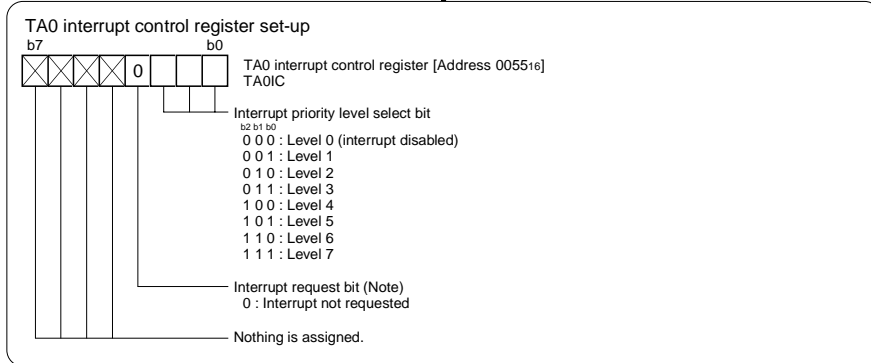 TA0 interrupt control register set-up
b7 b0
0
TA0 interrupt control register [Address 005516]
TA0IC
Interrupt priority level select bit
b2 b1 b0
0 0 0 : Level 0 (interrupt disabled)
0 0 1 : Level 1
0 1 0 : Level 2
0 1 1 : Level 3
1 0 0 : Level 4
1 0 1 : Level 5
1 1 0 : Level 6
1 1 1 : Level 7
Interrupt request bit (Note)
0 : Interrupt not requested
Nothing is assigned.